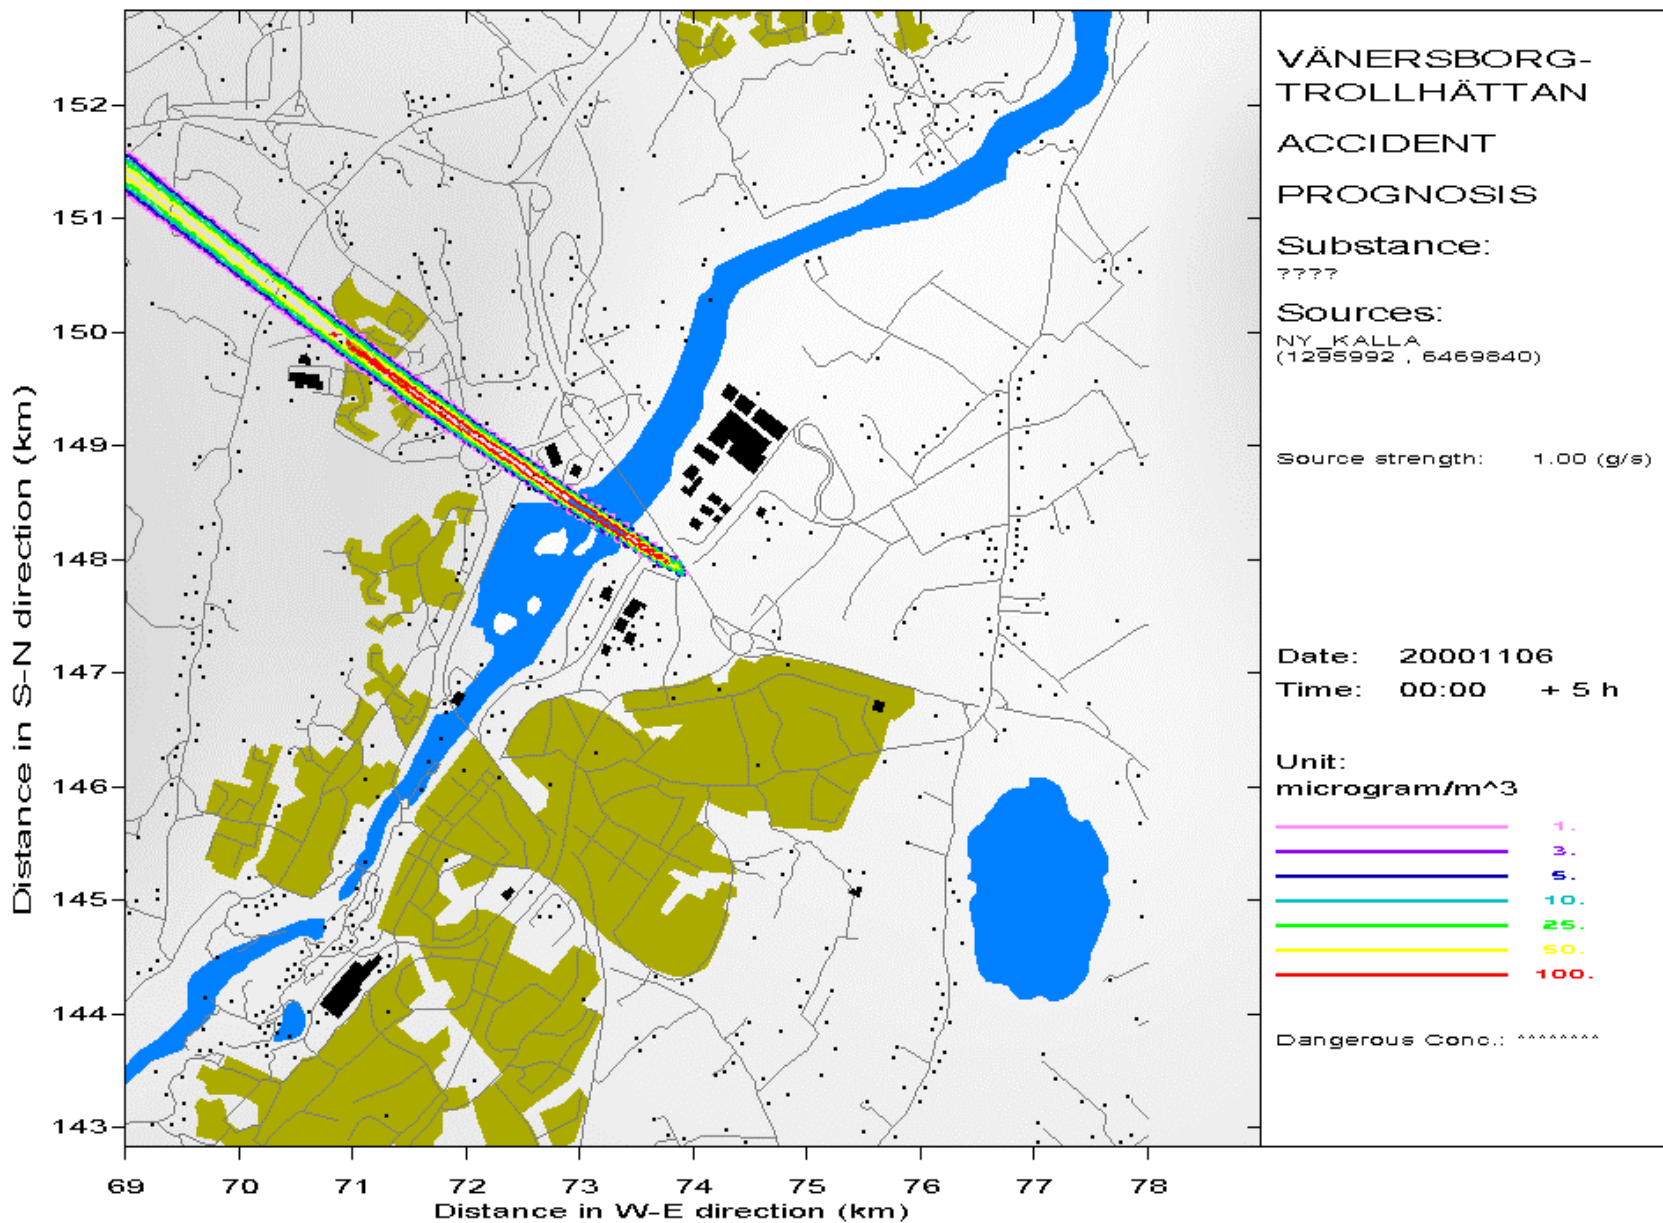 VÄNERSBORG-
TROLLHÄTTAN
ACCIDENT
PROGNOSIS
Substance:
????
Sources:
NY_KALLA
(1295992 , 6469840)
Source strength: 1.00 (g/s)
Date: 20001106
Time: 00:00 + 5 h
Unit:
microgram/m^3
1.
3.
5.
10.
25.
50.
100.
Dangerous Conc.: ********
Distance in S-N direction (km)
152
151
150
149
148
147
146
145
144
143
69 70 71 72 73 74 75 76 77 78
Distance in W-E direction (km)